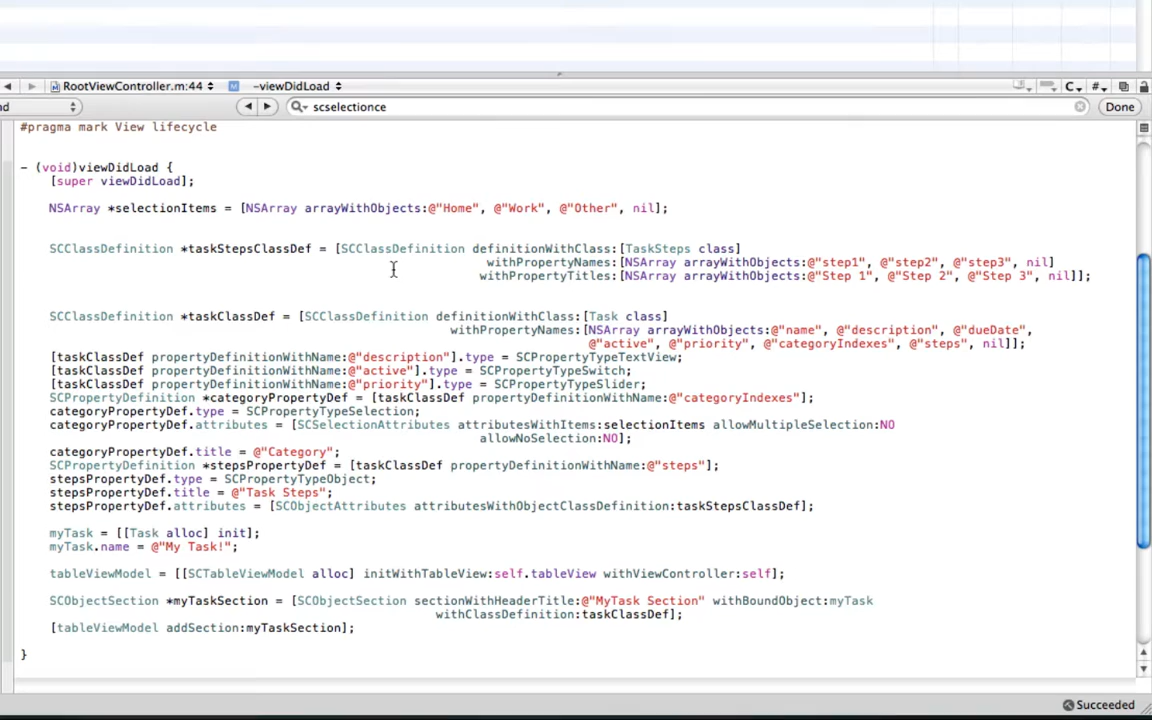 RootViewController.m:44 M -viewDidLoad C #
d scselectionce Done
#pragma mark View lifecycle
- (void)viewDidLoad {
[super viewDidLoad];
NSArray *selectionItems = [NSArray arrayWithObjects:@"Home", @"Work", @"Other", nil];
SCClassDefinition *taskStepsClassDef = [SCClassDefinition definitionWithClass:[TaskSteps class]
withPropertyNames:[NSArray arrayWithObjects:@"step1", @"step2", @"step3", nil]
withPropertyTitles:[NSArray arrayWithObjects:@"Step 1", @"Step 2", @"Step 3", nil]];
SCClassDefinition *taskClassDef = [SCClassDefinition definitionWithClass:[Task class]
withPropertyNames:[NSArray arrayWithObjects:@"name", @"description", @"dueDate",
@"active", @"priority", @"categoryIndexes", @"steps", nil]];
[taskClassDef propertyDefinitionWithName:@"description"].type = SCPropertyTypeTextView;
[taskClassDef propertyDefinitionWithName:@"active"].type = SCPropertyTypeSwitch;
[taskClassDef propertyDefinitionWithName:@"priority"].type = SCPropertyTypeSlider;
SCPropertyDefinition *categoryPropertyDef = [taskClassDef propertyDefinitionWithName:@"categoryIndexes"];
categoryPropertyDef.type = SCPropertyTypeSelection;
categoryPropertyDef.attributes = [SCSelectionAttributes attributesWithItems:selectionItems allowMultipleSelection:NO
allowNoSelection:NO];
categoryPropertyDef.title = @"Category";
SCPropertyDefinition *stepsPropertyDef = [taskClassDef propertyDefinitionWithName:@"steps"];
stepsPropertyDef.type = SCPropertyTypeObject;
stepsPropertyDef.title = @"Task Steps";
stepsPropertyDef.attributes = [SCObjectAttributes attributesWithObjectClassDefinition:taskStepsClassDef];
myTask = [[Task alloc] init];
myTask.name = @"My Task!";
tableViewModel = [[SCTableViewModel alloc] initWithTableView:self.tableView withViewController:self];
SCObjectSection *myTaskSection = [SCObjectSection sectionWithHeaderTitle:@"MyTask Section" withBoundObject:myTask
withClassDefinition:taskClassDef];
[tableViewModel addSection:myTaskSection];
}
Succeeded